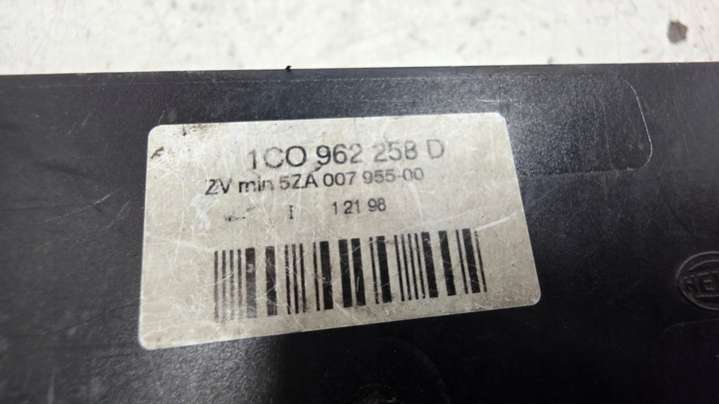 1C0 962 258 D
ZV min 5ZA 007 955-00
I 1 21 98